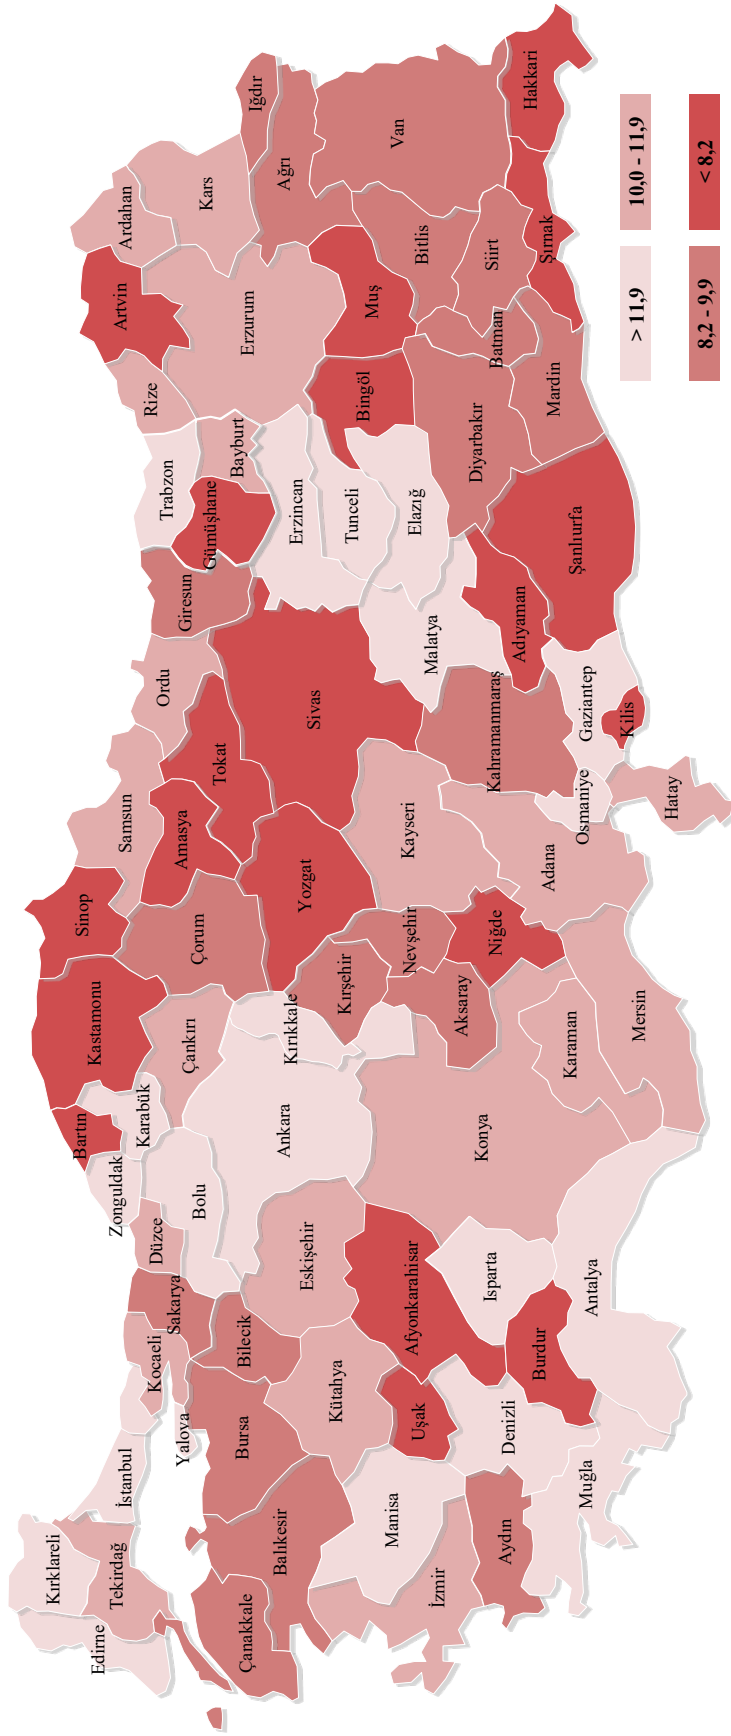 Kırklareli
Edirne
Tekirdağ
İstanbul
Çanakkale
Balıkesir
Bursa
Yalova
Kocaeli
Sakarya
Bilecik
Düzce
Bolu
Zonguldak
Karabük
Bartın
Kastamonu
Sinop
Çankırı
Çorum
Samsun
Amasya
Tokat
Ordu
Giresun
Gümüşhane
Trabzon
Bayburt
Rize
Artvin
Ardahan
Kars
Iğdır
Ağrı
Erzurum
Erzincan
Sivas
Yozgat
Kırıkkale
Ankara
Eskişehir
Kütahya
Manisa
İzmir
Uşak
Afyonkarahisar
Kırşehir
Nevşehir
Kayseri
Malatya
Tunceli
Elazığ
Bingöl
Muş
Bitlis
Van
Hakkari
Şırnak
Siirt
Batman
Diyarbakır
Mardin
Şanlıurfa
Adıyaman
Kahramanmaraş
Gaziantep
Kilis
Osmaniye
Hatay
Adana
Niğde
Aksaray
Konya
Karaman
Mersin
Isparta
Burdur
Antalya
Denizli
Aydın
Muğla
> 11,9
10,0 - 11,9
8,2 - 9,9
< 8,2